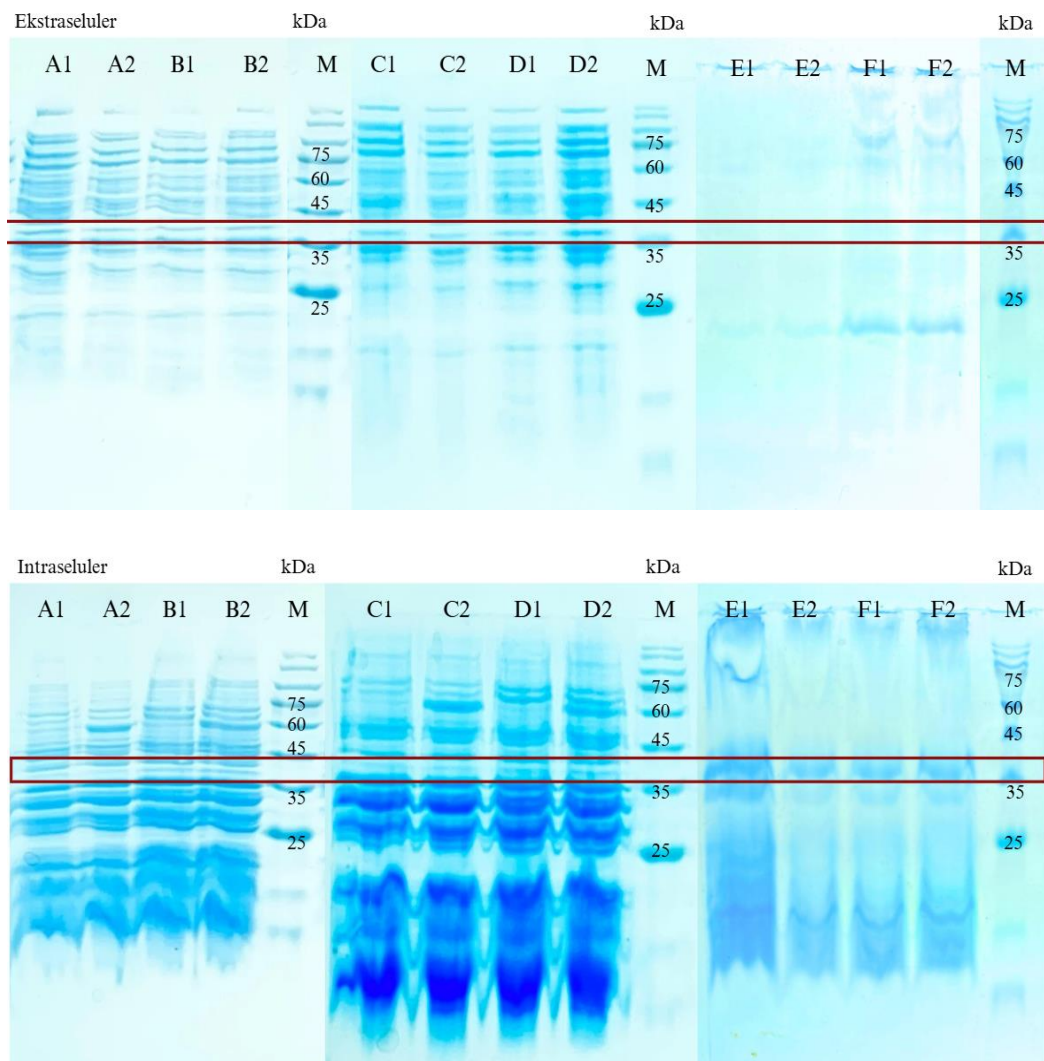 Ekstraseluler kDa kDa kDa
A1 A2 B1 B2 M C1 C2 D1 D2 M E1 E2 F1 F2 M
75 75 75
60 60 60
45 45 45
35 35 35
25 25 25
Intraseluler kDa kDa kDa
A1 A2 B1 B2 M C1 C2 D1 D2 M E1 E2 F1 F2 M
75 75 75
60 60 60
45 45 45
35 35 35
25 25 25